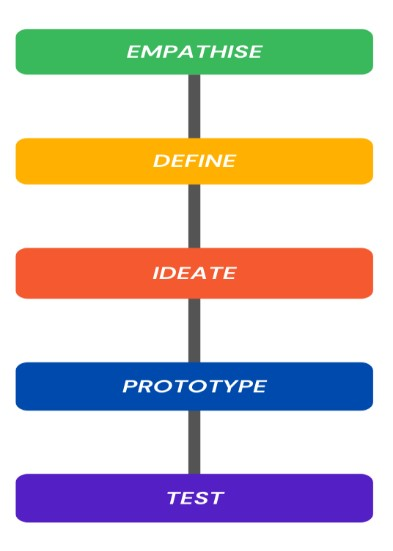 EMPATHISE
DEFINE
IDEATE
PROTOTYPE
TEST